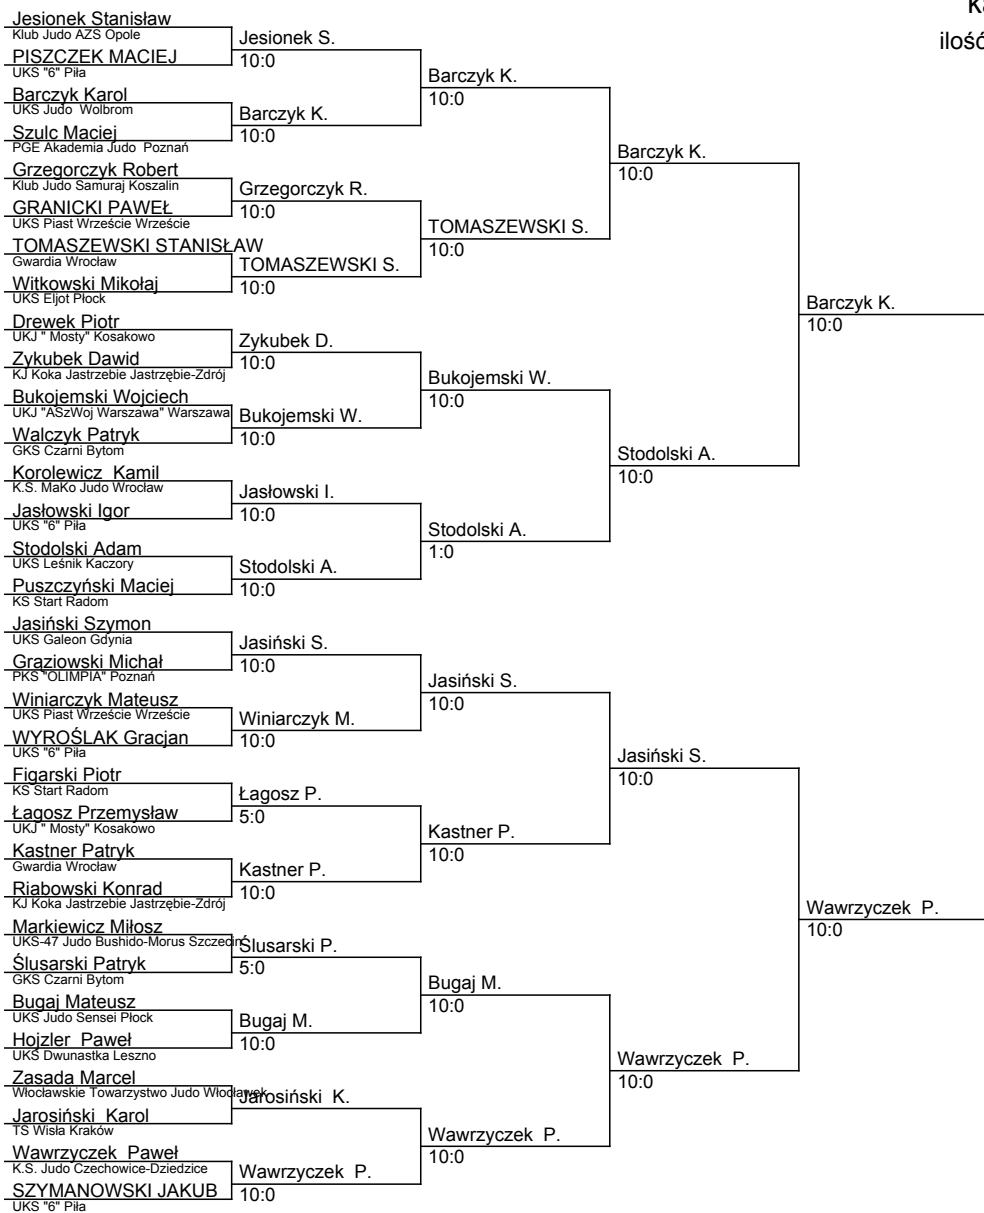 Jesionek Stanisław
Klub Judo AZS Opole
PISZCZEK MACIEJ
UKS "6" Piła
Barczyk Karol
UKS Judo Wolbrom
Szulc Maciej
PGE Akademia Judo Poznań
Grzegorczyk Robert
Klub Judo Samuraj Koszalin
GRANICKI PAWEŁ
UKS Piast Wrzeście Wrzeście
TOMASZEWSKI STANISŁAW
Gwardia Wrocław
Witkowski Mikołaj
UKS Eljot Płock
Drewek Piotr
UKJ " Mosty" Kosakowo
Zykubek Dawid
KJ Koka Jastrzebie Jastrzębie-Zdrój
Bukojemski Wojciech
UKJ "ASzWoj Warszawa" Warszawa
Walczyk Patryk
GKS Czarni Bytom
Korolewicz Kamil
K.S. MaKo Judo Wrocław
Jasłowski Igor
UKS "6" Piła
Stodolski Adam
UKS Leśnik Kaczory
Puszczyński Maciej
KS Start Radom
Jasiński Szymon
UKS Galeon Gdynia
Grąziowski Michał
PKS "OLIMPIA" Poznań
Winiarczyk Mateusz
UKS Piast Wrzeście Wrzeście
WYROŚLAK Gracjan
UKS "6" Piła
Figarski Piotr
KS Start Radom
Łagosz Przemysław
UKJ " Mosty" Kosakowo
Kastner Patryk
Gwardia Wrocław
Riabowski Konrad
KJ Koka Jastrzebie Jastrzębie-Zdrój
Markiewicz Miłosz
UKS-47 Judo Bushido-Morus Szczecin
Ślusarski Patryk
GKS Czarni Bytom
Bugaj Mateusz
UKS Judo Sensei Płock
Hojzler Paweł
UKS Dwunastka Leszno
Zasada Marcel
Włocławskie Towarzystwo Judo Włocławek
Jarosiński Karol
TS Wisła Kraków
Wawrzyczek Paweł
K.S. Judo Czechowice-Dziedzice
SZYMANOWSKI JAKUB
UKS "6" Piła
Jesionek S.
10:0
Barczyk K.
10:0
Grzegorczyk R.
10:0
TOMASZEWSKI S.
10:0
Zykubek D.
10:0
Bukojemski W.
10:0
Jasłowski I.
10:0
Stodolski A.
10:0
Jasiński S.
10:0
Winiarczyk M.
10:0
Łagosz P.
5:0
Kastner P.
10:0
Ślusarski P.
5:0
Bugaj M.
10:0
Jarosiński K.
Wawrzyczek P.
10:0
Barczyk K.
10:0
TOMASZEWSKI S.
10:0
Bukojemski W.
10:0
Stodolski A.
1:0
Jasiński S.
10:0
Kastner P.
10:0
Bugaj M.
10:0
Wawrzyczek P.
10:0
Barczyk K.
10:0
Stodolski A.
10:0
Jasiński S.
10:0
Wawrzyczek P.
10:0
Barczyk K.
10:0
Wawrzyczek P.
10:0
ilość